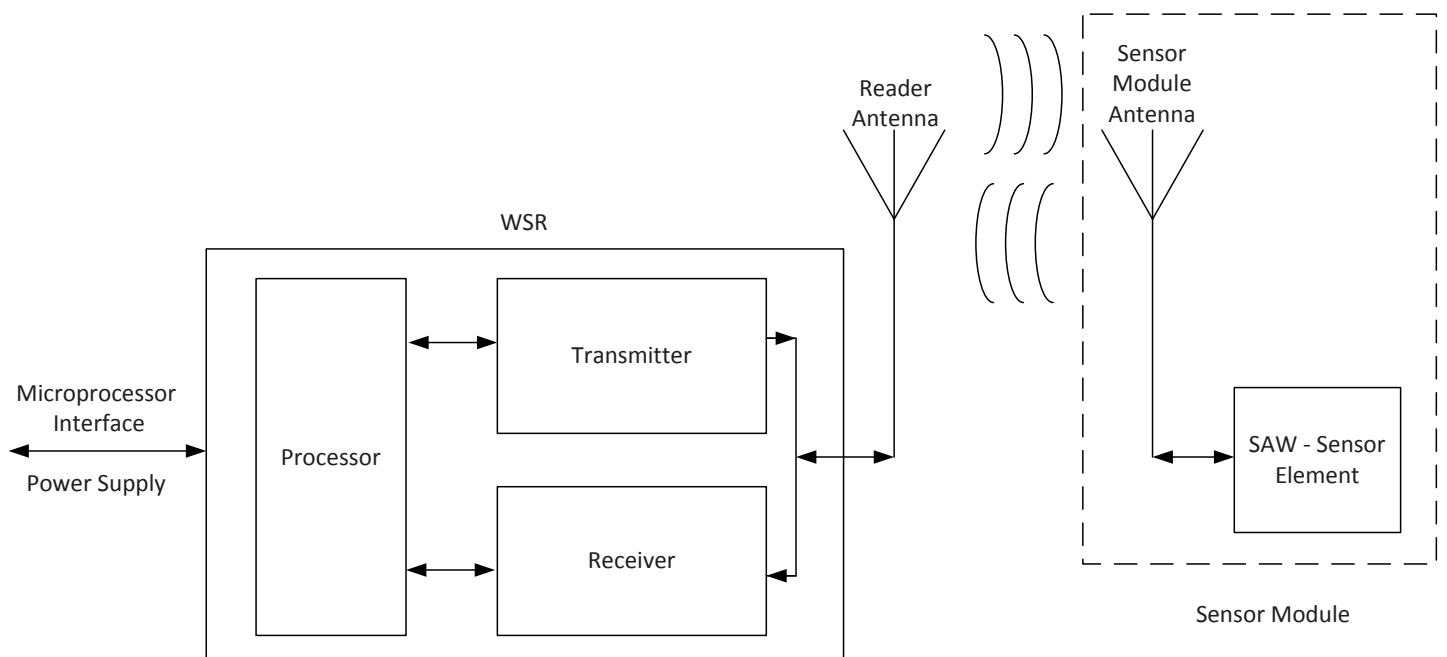 Sensor
Module
Antenna
Reader
Antenna
WSR
Transmitter
Microprocessor
Interface
Power Supply
Processor
SAW - Sensor
Element
Receiver
Sensor Module